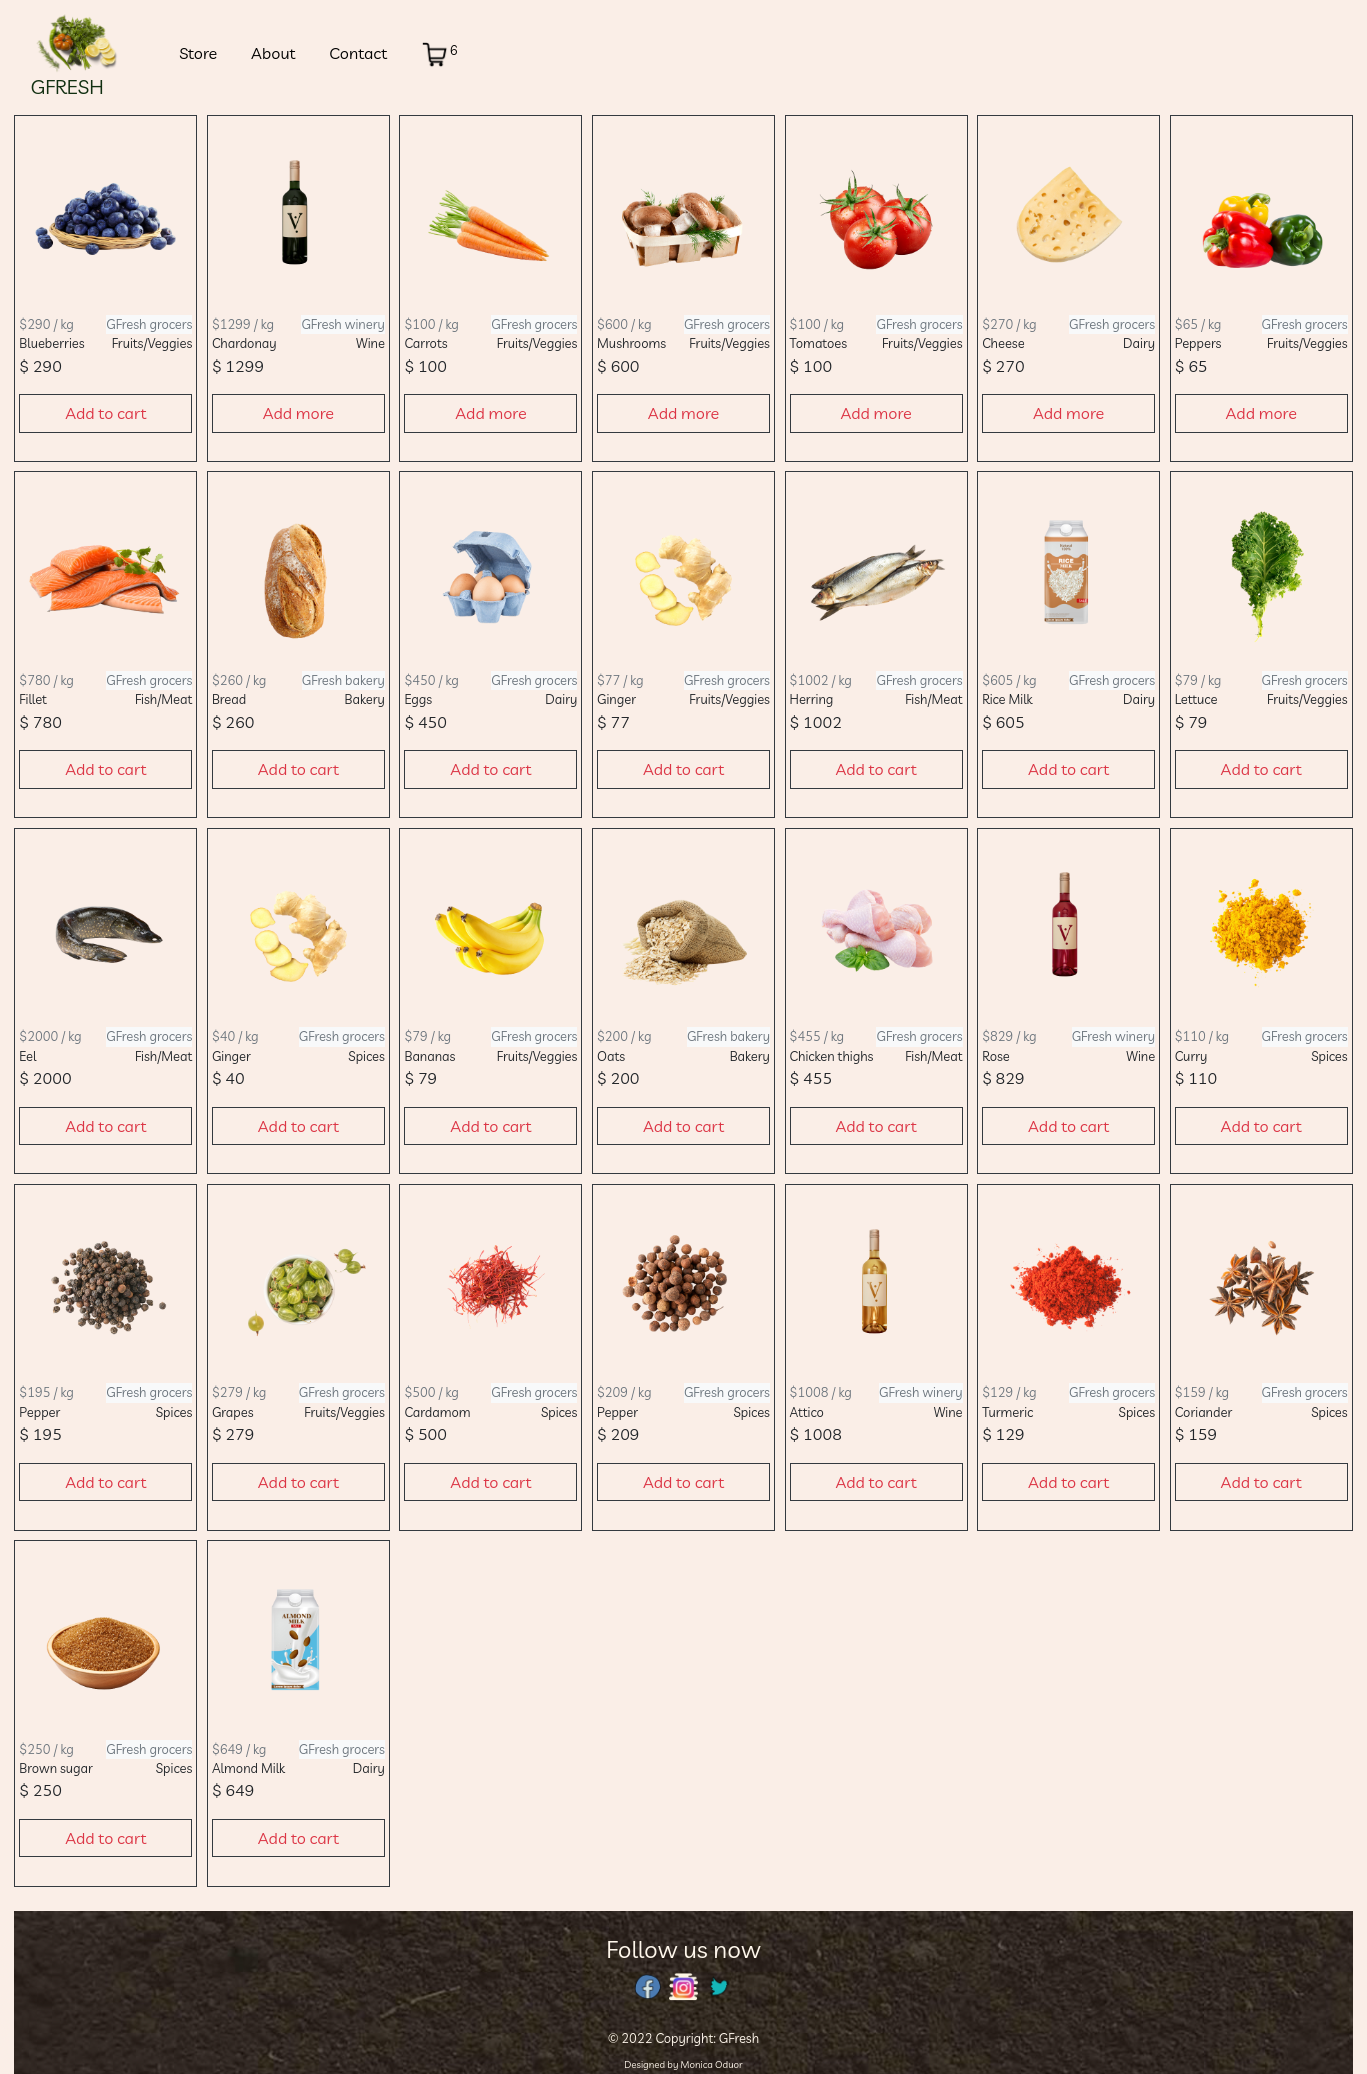 GFRESH
Store About Contact 6
$290 / kg GFresh grocers
Blueberries Fruits/Veggies
$ 290
Add to cart
$1299 / kg GFresh winery
Chardonay Wine
$ 1299
Add more
$100 / kg GFresh grocers
Carrots Fruits/Veggies
$ 100
Add more
$600 / kg GFresh grocers
Mushrooms Fruits/Veggies
$ 600
Add more
$100 / kg GFresh grocers
Tomatoes Fruits/Veggies
$ 100
Add more
$270 / kg GFresh grocers
Cheese Dairy
$ 270
Add more
$65 / kg GFresh grocers
Peppers Fruits/Veggies
$ 65
Add more
$780 / kg GFresh grocers
Fillet Fish/Meat
$ 780
Add to cart
$260 / kg GFresh bakery
Bread Bakery
$ 260
Add to cart
$450 / kg GFresh grocers
Eggs Dairy
$ 450
Add to cart
$77 / kg GFresh grocers
Ginger Fruits/Veggies
$ 77
Add to cart
$1002 / kg GFresh grocers
Herring Fish/Meat
$ 1002
Add to cart
RICE
MILK
$605 / kg GFresh grocers
Rice Milk Dairy
$ 605
Add to cart
$79 / kg GFresh grocers
Lettuce Fruits/Veggies
$ 79
Add to cart
$2000 / kg GFresh grocers
Eel Fish/Meat
$ 2000
Add to cart
$40 / kg GFresh grocers
Ginger Spices
$ 40
Add to cart
$79 / kg GFresh grocers
Bananas Fruits/Veggies
$ 79
Add to cart
$200 / kg GFresh bakery
Oats Bakery
$ 200
Add to cart
$455 / kg GFresh grocers
Chicken thighs Fish/Meat
$ 455
Add to cart
$829 / kg GFresh winery
Rose Wine
$ 829
Add to cart
$110 / kg GFresh grocers
Curry Spices
$ 110
Add to cart
$195 / kg GFresh grocers
Pepper Spices
$ 195
Add to cart
$279 / kg GFresh grocers
Grapes Fruits/Veggies
$ 279
Add to cart
$500 / kg GFresh grocers
Cardamom Spices
$ 500
Add to cart
$209 / kg GFresh grocers
Pepper Spices
$ 209
Add to cart
$1008 / kg GFresh winery
Attico Wine
$ 1008
Add to cart
$129 / kg GFresh grocers
Turmeric Spices
$ 129
Add to cart
$159 / kg GFresh grocers
Coriander Spices
$ 159
Add to cart
$250 / kg GFresh grocers
Brown sugar Spices
$ 250
Add to cart
ALMOND
MILK
$649 / kg GFresh grocers
Almond Milk Dairy
$ 649
Add to cart
Follow us now
© 2022 Copyright: GFresh
Designed by Monica Oduor